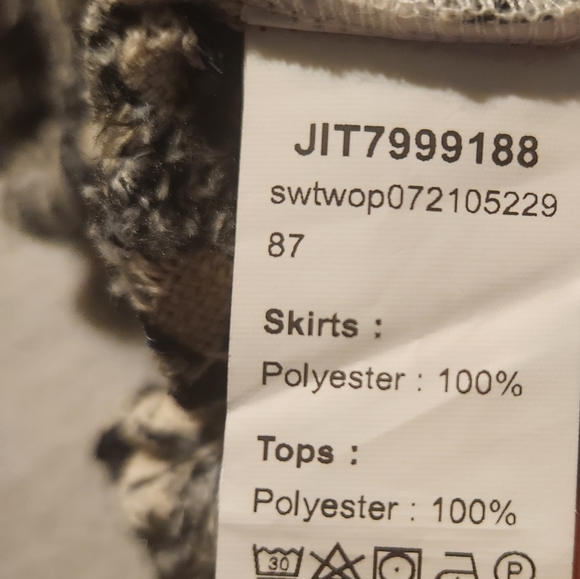 JIT7999188
swtwop072105229
87
Skirts :
Polyester : 100%
Tops :
Polyester : 100%
30
P